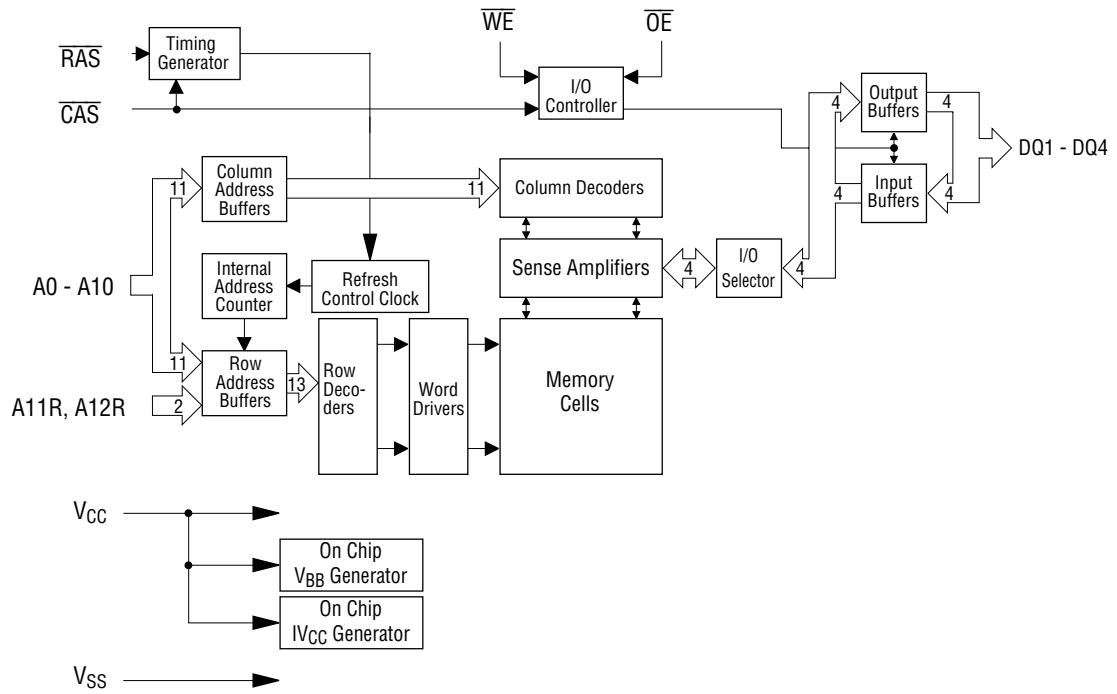 WE
OE
RAS
Timing
Generator
CAS
I/O
Controller
4
Output
Buffers
4
DQ1 - DQ4
Column
Address
Buffers
11
11
Column Decoders
4
Input
Buffers
4
Internal
Address
Counter
Refresh
Control Clock
Sense Amplifiers
4
I/O
Selector
4
A0 - A10
11
Row
Address
Buffers
13
Row
Deco-
ders
Word
Drivers
Memory
Cells
A11R, A12R
2
VCC
On Chip
VBB Generator
On Chip
IVCC Generator
VSS